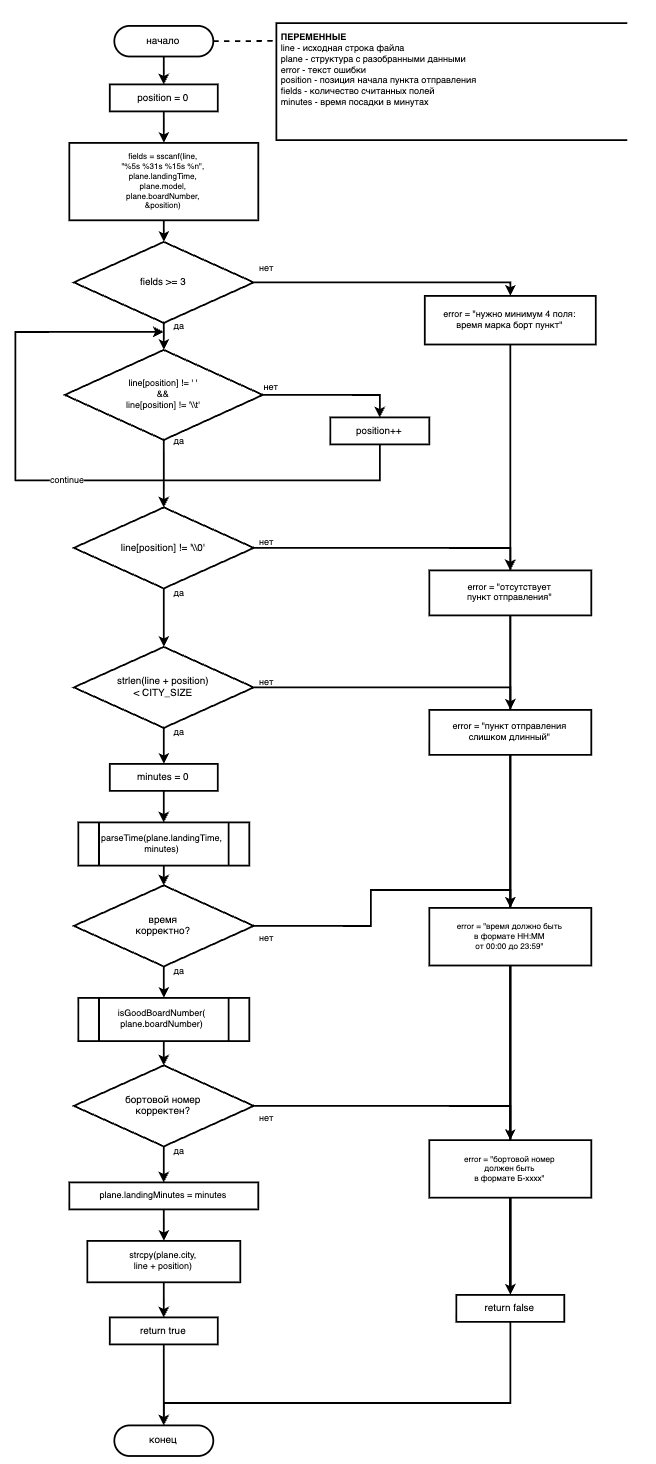 начало
ПЕРЕМЕННЫЕ
line - исходная строка файла
plane - структура с разобранными данными
error - текст ошибки
position - позиция начала пункта отправления
fields - количество считанных полей
minutes - время посадки в минутах
position = 0
fields = sscanf(line,
"%5s %31s %15s %n",
plane.landingTime,
plane.model,
plane.boardNumber,
&position)
fields >= 3
нет
да
error = "нужно минимум 4 поля:
время марка борт пункт"
line[position] != ' '
&&
line[position] != '\\t'
нет
да
position++
continue
line[position] != '\\0'
нет
да
error = "отсутствует
пункт отправления"
strlen(line + position)
< CITY_SIZE
нет
да
error = "пункт отправления
слишком длинный"
minutes = 0
parseTime(plane.landingTime,
minutes)
время
корректно?
нет
да
error = "время должно быть
в формате HH:MM
от 00:00 до 23:59"
isGoodBoardNumber(
plane.boardNumber)
бортовой номер
корректен?
нет
да
error = "бортовой номер
должен быть
в формате Б-xxxx"
plane.landingMinutes = minutes
strcpy(plane.city,
line + position)
return false
return true
конец